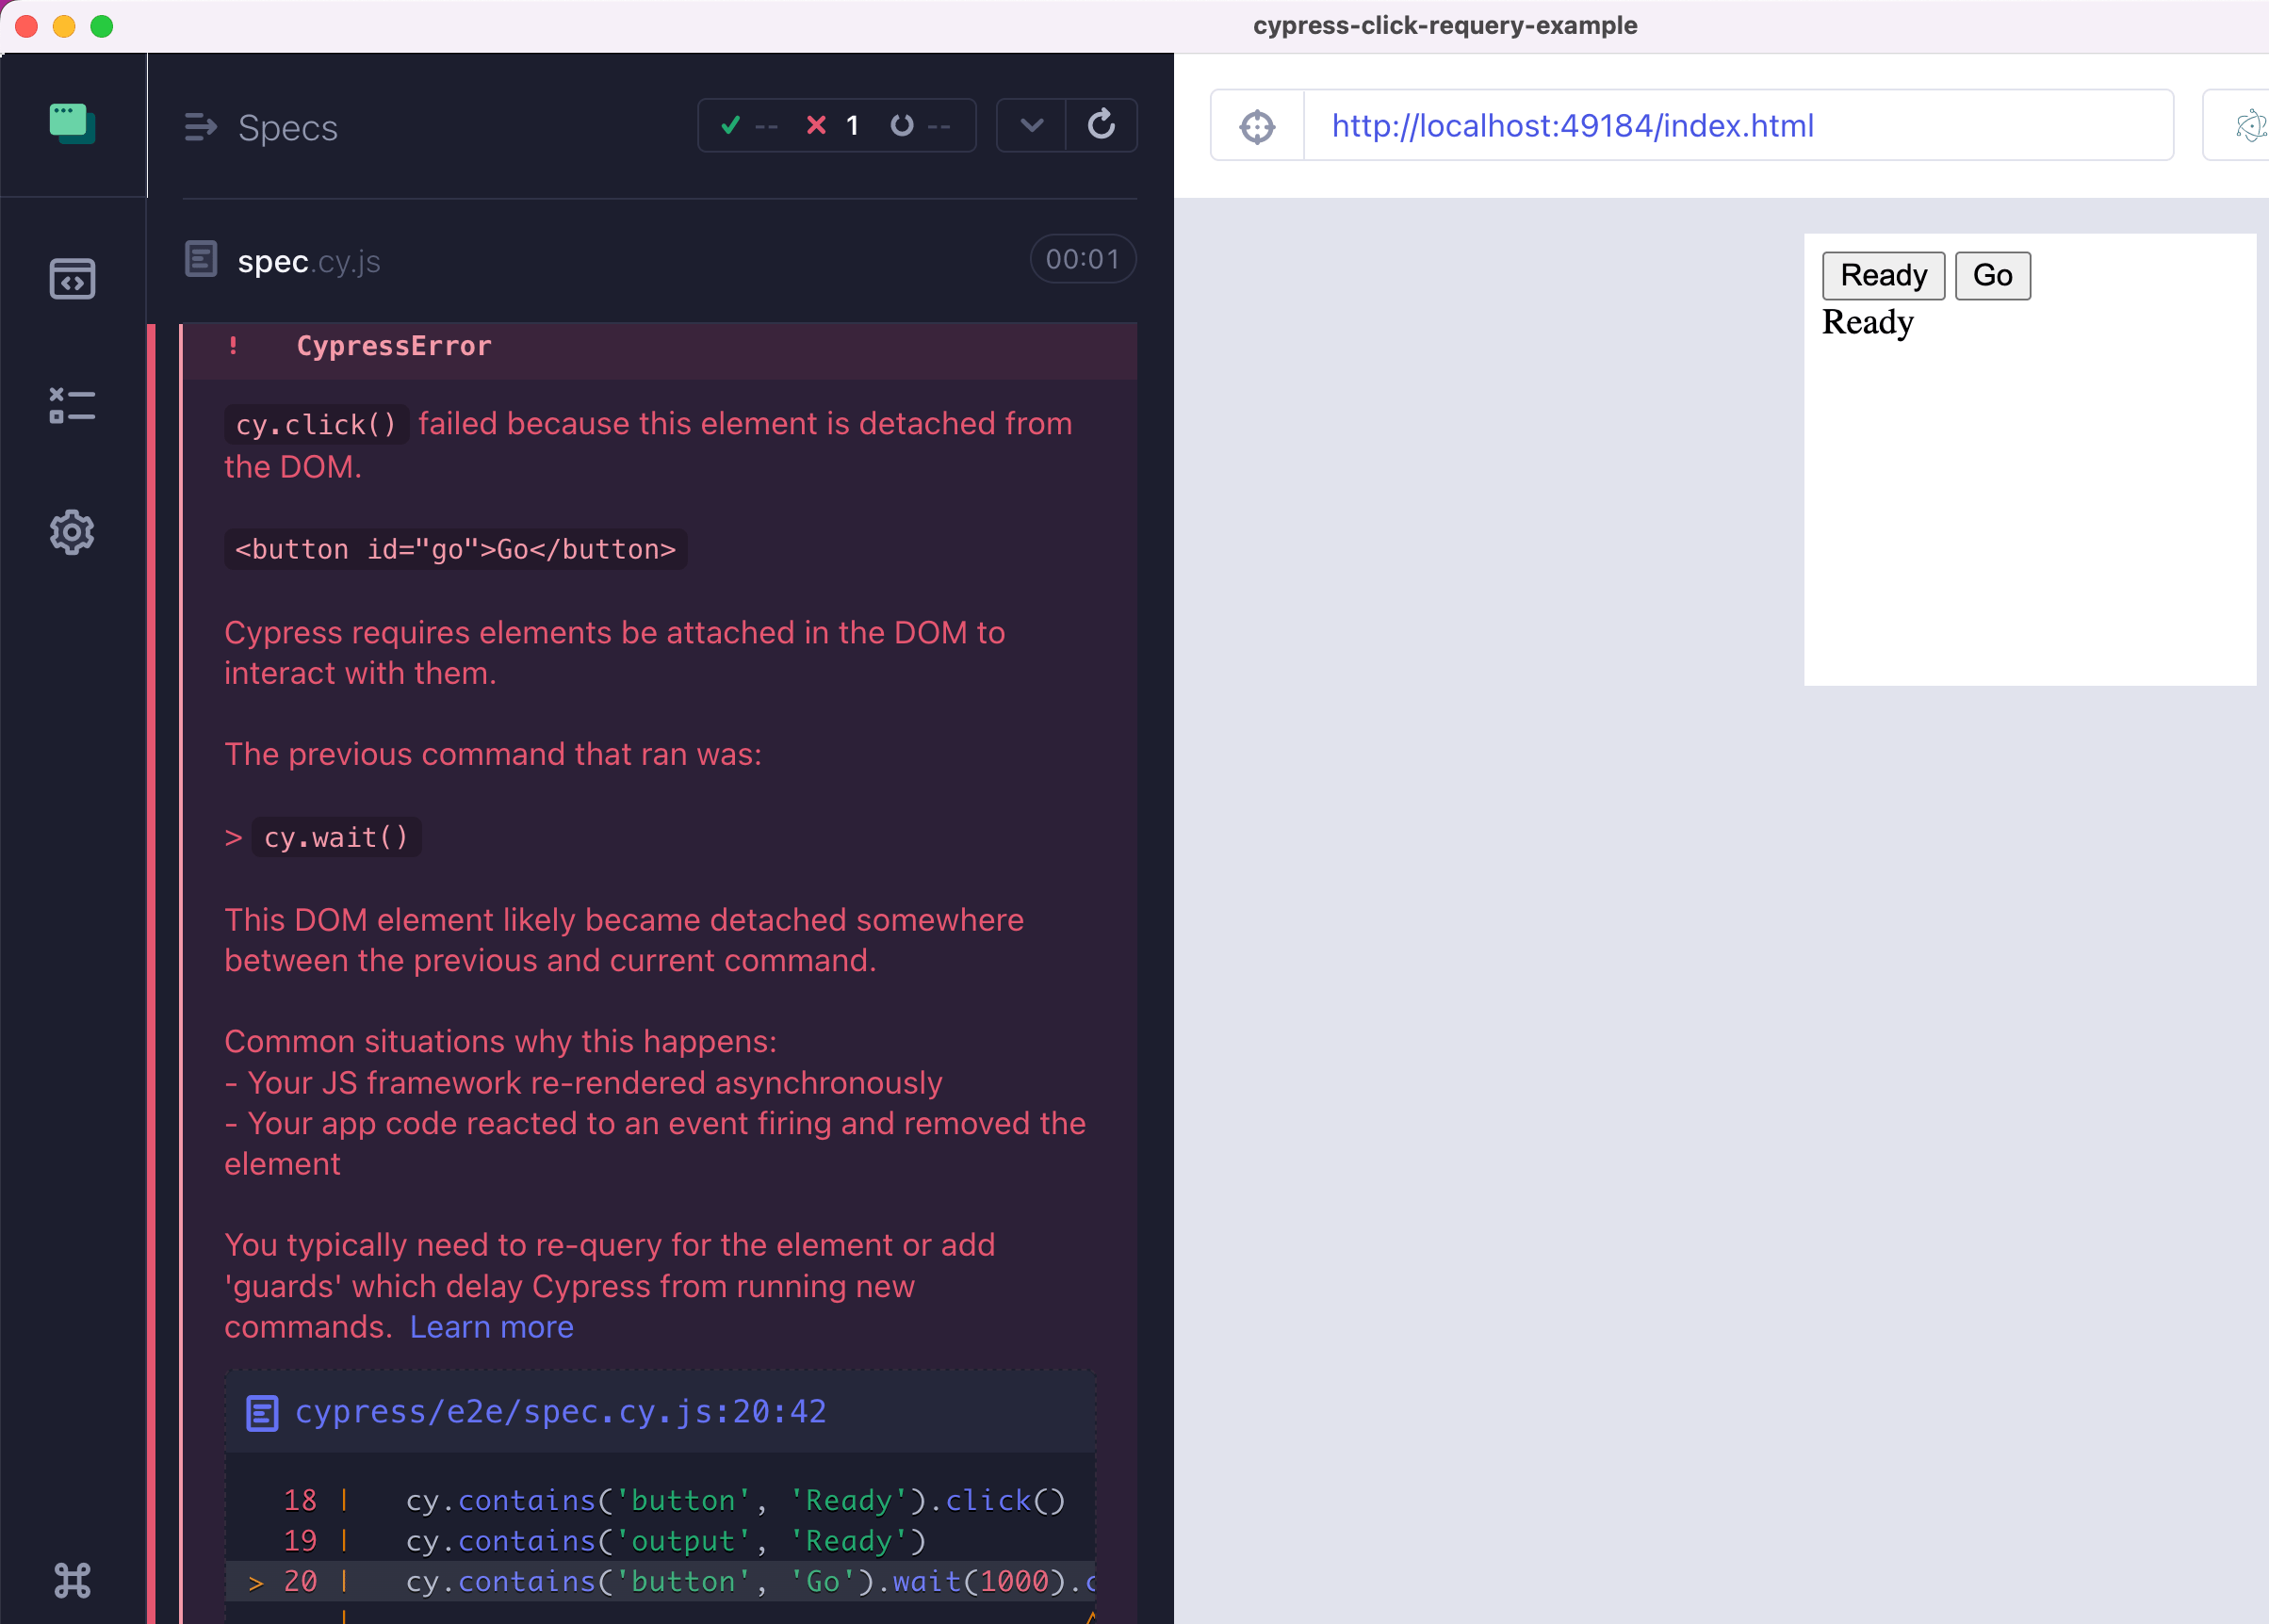 cypress-click-requery-example
Specs
-- 1 --
http://localhost:49184/index.html
spec.cy.js
00:01
Ready Go
Ready
! CypressError
cy.click() failed because this element is detached from
the DOM.
<button id="go">Go</button>
Cypress requires elements be attached in the DOM to
interact with them.
The previous command that ran was:
> cy.wait()
This DOM element likely became detached somewhere
between the previous and current command.
Common situations why this happens:
- Your JS framework re-rendered asynchronously
- Your app code reacted to an event firing and removed the
element
You typically need to re-query for the element or add
'guards' which delay Cypress from running new
commands. Learn more
cypress/e2e/spec.cy.js:20:42
18 | cy.contains('button', 'Ready').click()
19 | cy.contains('output', 'Ready')
> 20 | cy.contains('button', 'Go').wait(1000).c
| ^